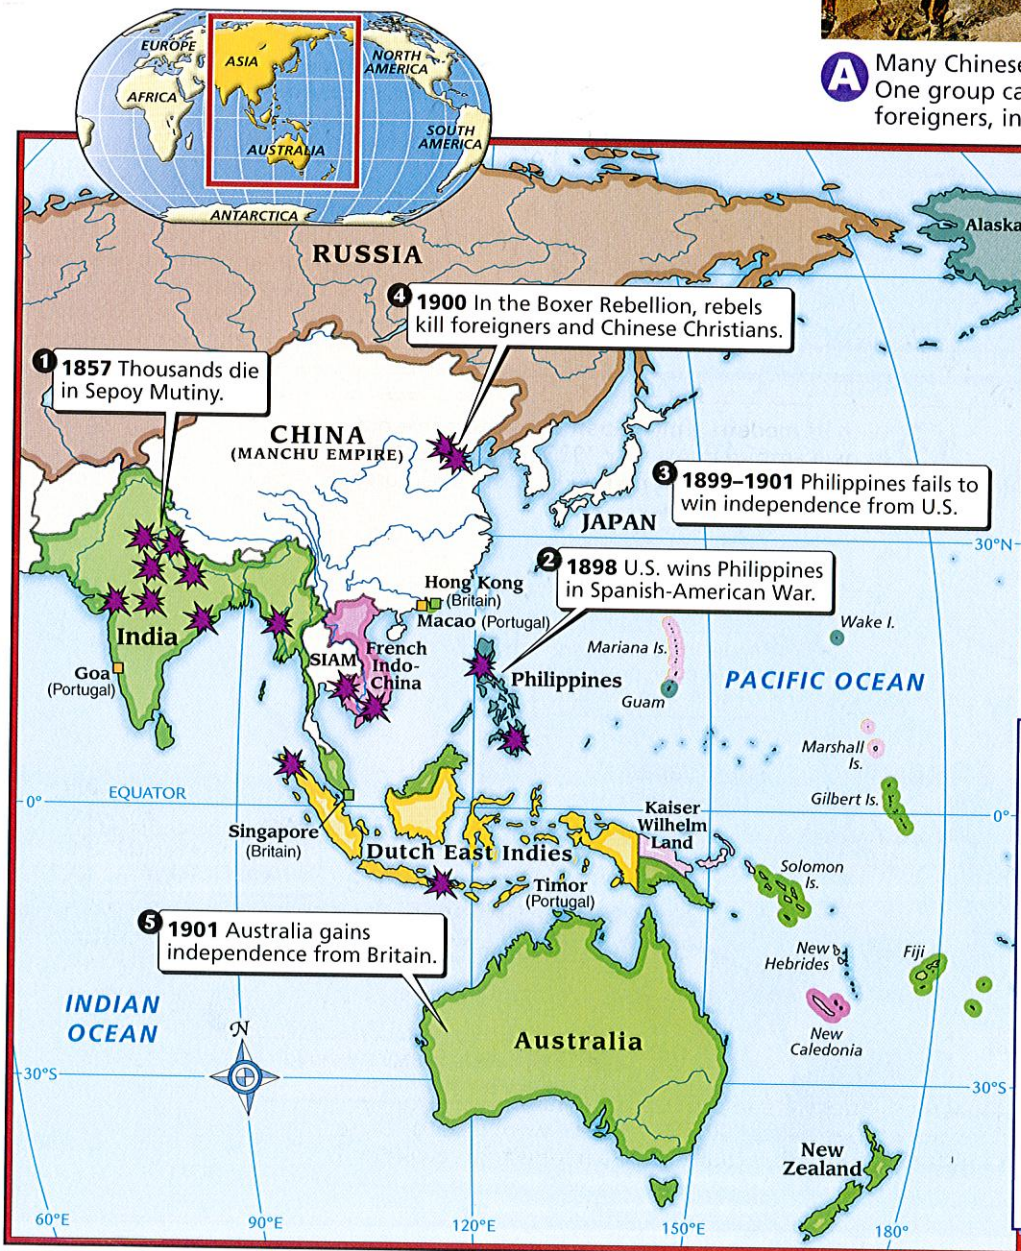 EUROPE
ASIA
NORTH
AMERICA
AFRICA
SOUTH
AMERICA
AUSTRALIA
ANTARCTICA
A Many Chinese
One group ca
foreigners, in
RUSSIA
Alaska
4 1900 In the Boxer Rebellion, rebels
kill foreigners and Chinese Christians.
1 1857 Thousands die
in Sepoy Mutiny.
CHINA
(MANCHU EMPIRE)
3 1899–1901 Philippines fails to
win independence from U.S.
JAPAN
30°N
2 1898 U.S. wins Philippines
in Spanish-American War.
Hong Kong
(Britain)
Macao (Portugal)
Wake I.
India
French
Indo-
China
SIAM
Mariana Is.
Goa
(Portugal)
Philippines
PACIFIC OCEAN
Guam
Marshall
Is.
EQUATOR
0°
0°
Gilbert Is.
Kaiser
Wilhelm
Land
Singapore
(Britain)
Dutch East Indies
Solomon
Is.
Timor
(Portugal)
5 1901 Australia gains
independence from Britain.
New
Hebrides
Fiji
INDIAN
OCEAN
N
Australia
New
Caledonia
30°S
30°S
New
Zealand
60°E
90°E
120°E
150°E
180°